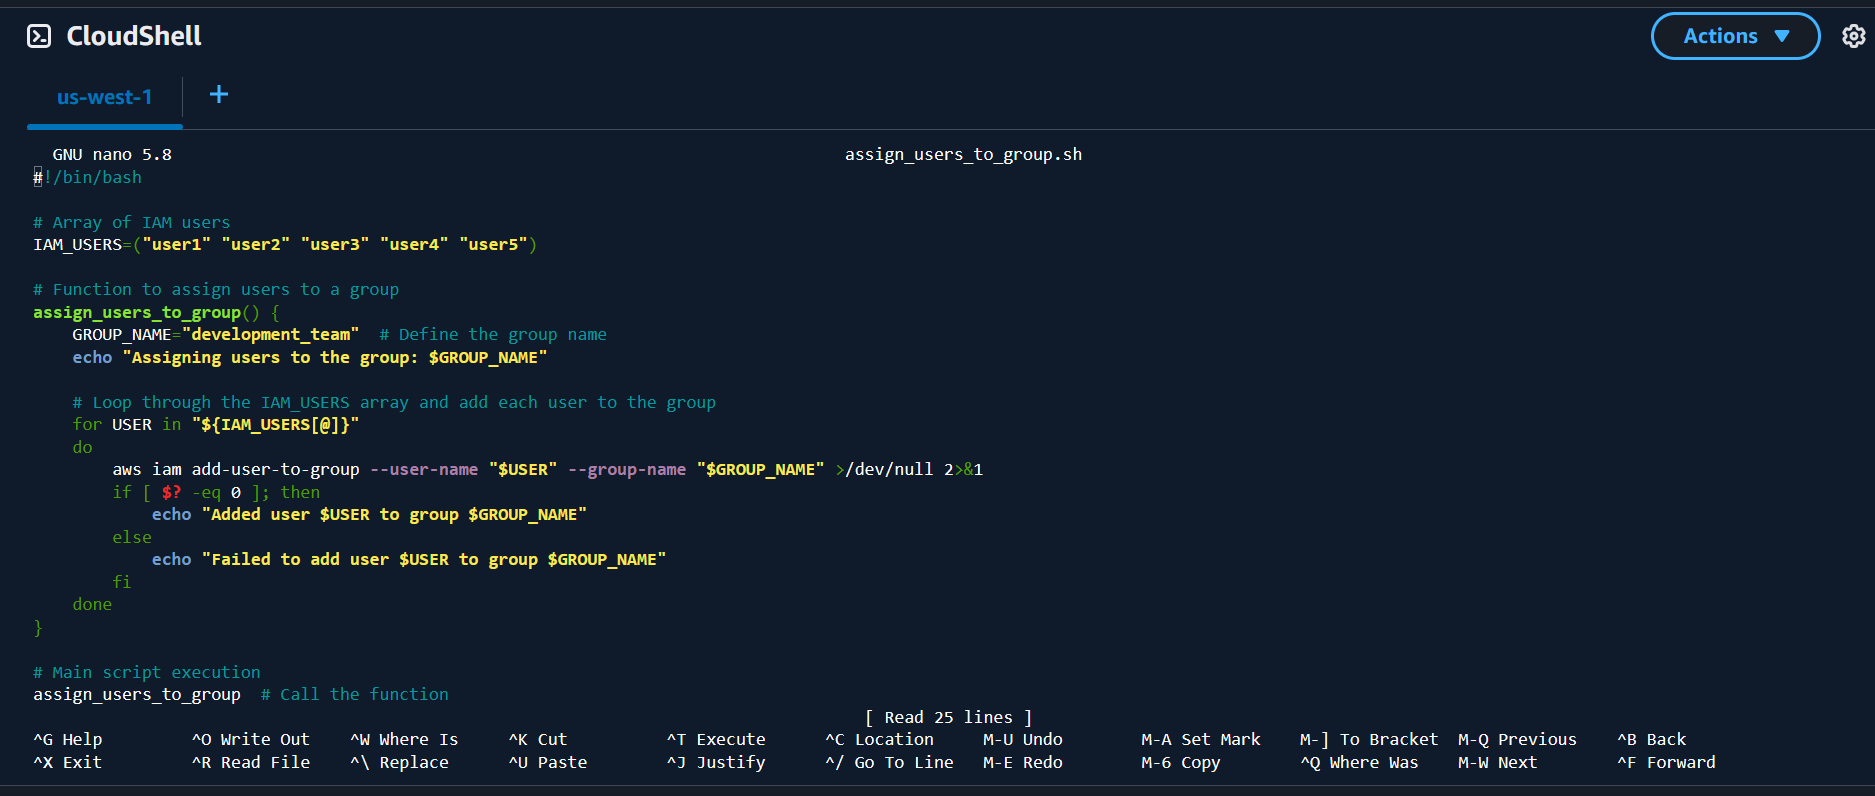 CloudShell
Actions
us-west-1 +
GNU nano 5.8 assign_users_to_group.sh
#!/bin/bash
# Array of IAM users
IAM_USERS=("user1" "user2" "user3" "user4" "user5")
# Function to assign users to a group
assign_users_to_group() {
    GROUP_NAME="development_team"  # Define the group name
    echo "Assigning users to the group: $GROUP_NAME"
    # Loop through the IAM_USERS array and add each user to the group
    for USER in "${IAM_USERS[@]}"
    do
        aws iam add-user-to-group --user-name "$USER" --group-name "$GROUP_NAME" >/dev/null 2>&1
        if [ $? -eq 0 ]; then
            echo "Added user $USER to group $GROUP_NAME"
        else
            echo "Failed to add user $USER to group $GROUP_NAME"
        fi
    done
}
# Main script execution
assign_users_to_group  # Call the function
[ Read 25 lines ]
^G Help ^O Write Out ^W Where Is ^K Cut ^T Execute ^C Location M-U Undo M-A Set Mark M-] To Bracket M-Q Previous ^B Back
^X Exit ^R Read File ^\ Replace ^U Paste ^J Justify ^/ Go To Line M-E Redo M-6 Copy ^Q Where Was M-W Next ^F Forward